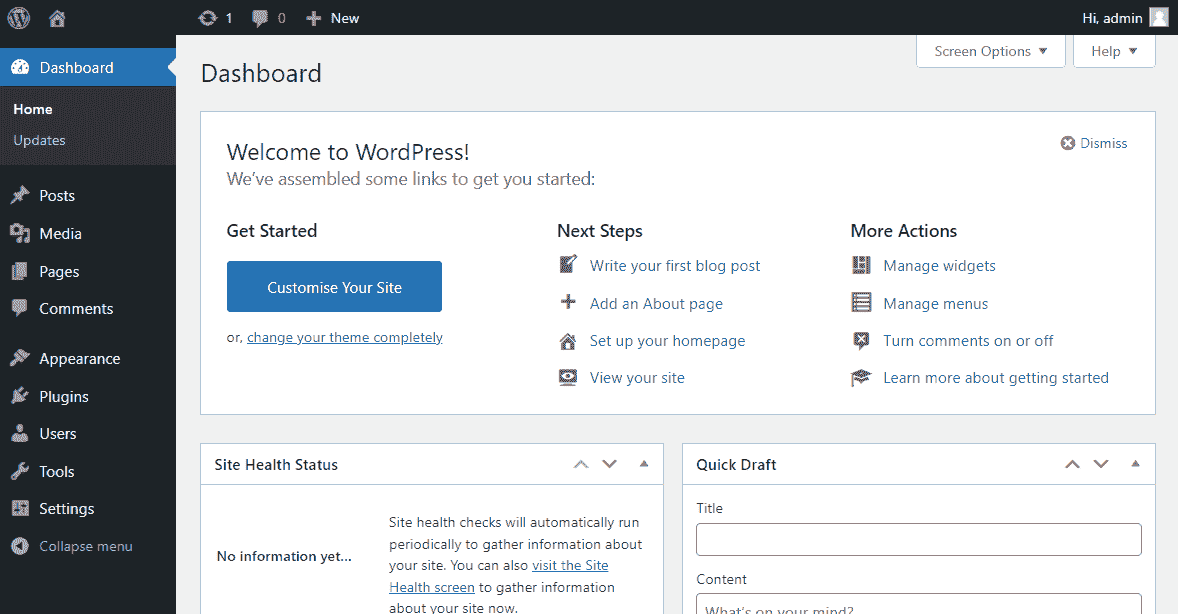 1 0 New Hi, admin
Dashboard
Home
Updates
Posts
Media
Pages
Comments
Appearance
Plugins
Users
Tools
Settings
Collapse menu
Screen Options Help
Dashboard
Welcome to WordPress!
We've assembled some links to get you started:
Dismiss
Get Started
Customise Your Site
or, change your theme completely
Next Steps
Write your first blog post
Add an About page
Set up your homepage
View your site
More Actions
Manage widgets
Manage menus
Turn comments on or off
Learn more about getting started
Site Health Status
No information yet...
Site health checks will automatically run
periodically to gather information about
your site. You can also visit the Site
Health screen to gather information
about your site now.
Quick Draft
Title
Content
What's on your mind?